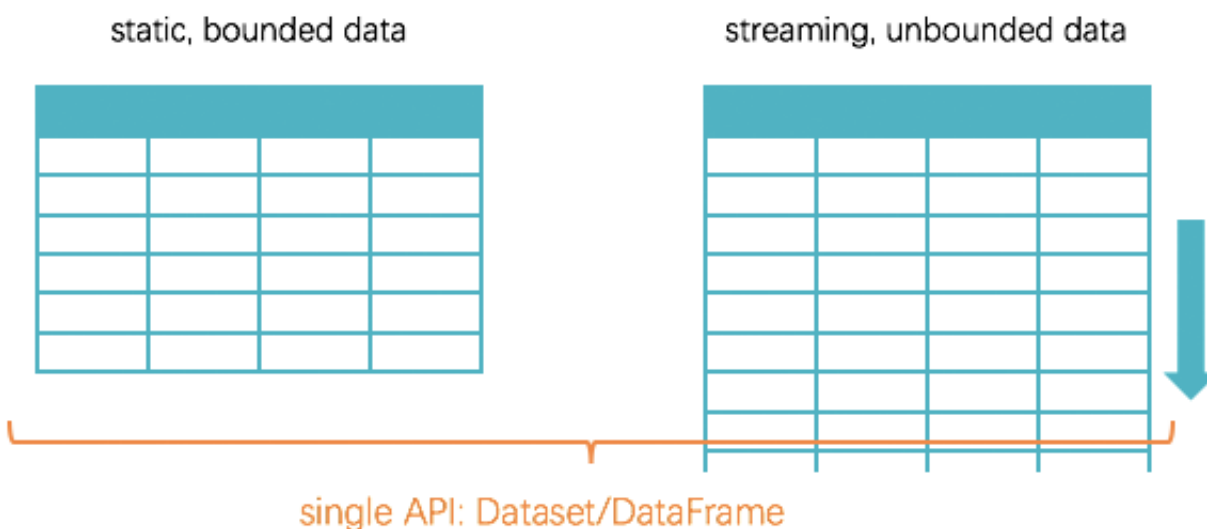 static, bounded data
streaming, unbounded data
single API: Dataset/DataFrame